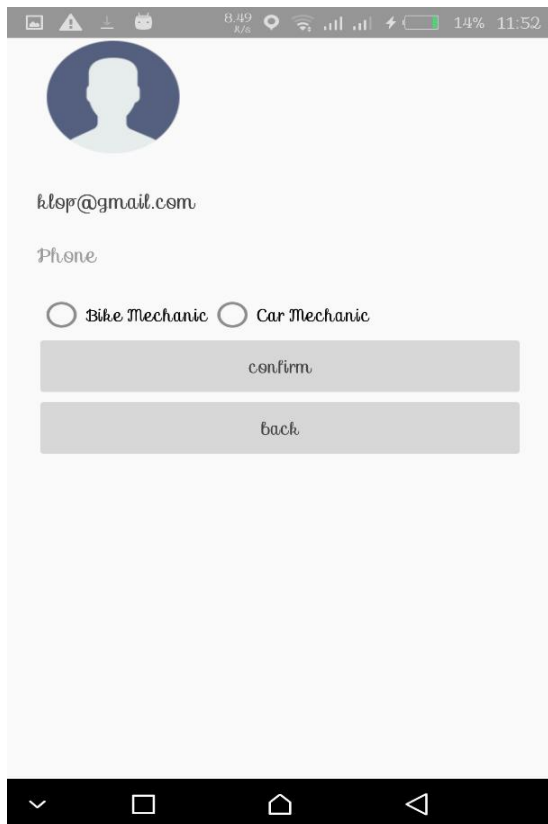 8.49 K/s 14% 11:52
klop@gmail.com
Phone
Bike Mechanic Car Mechanic
confirm
back